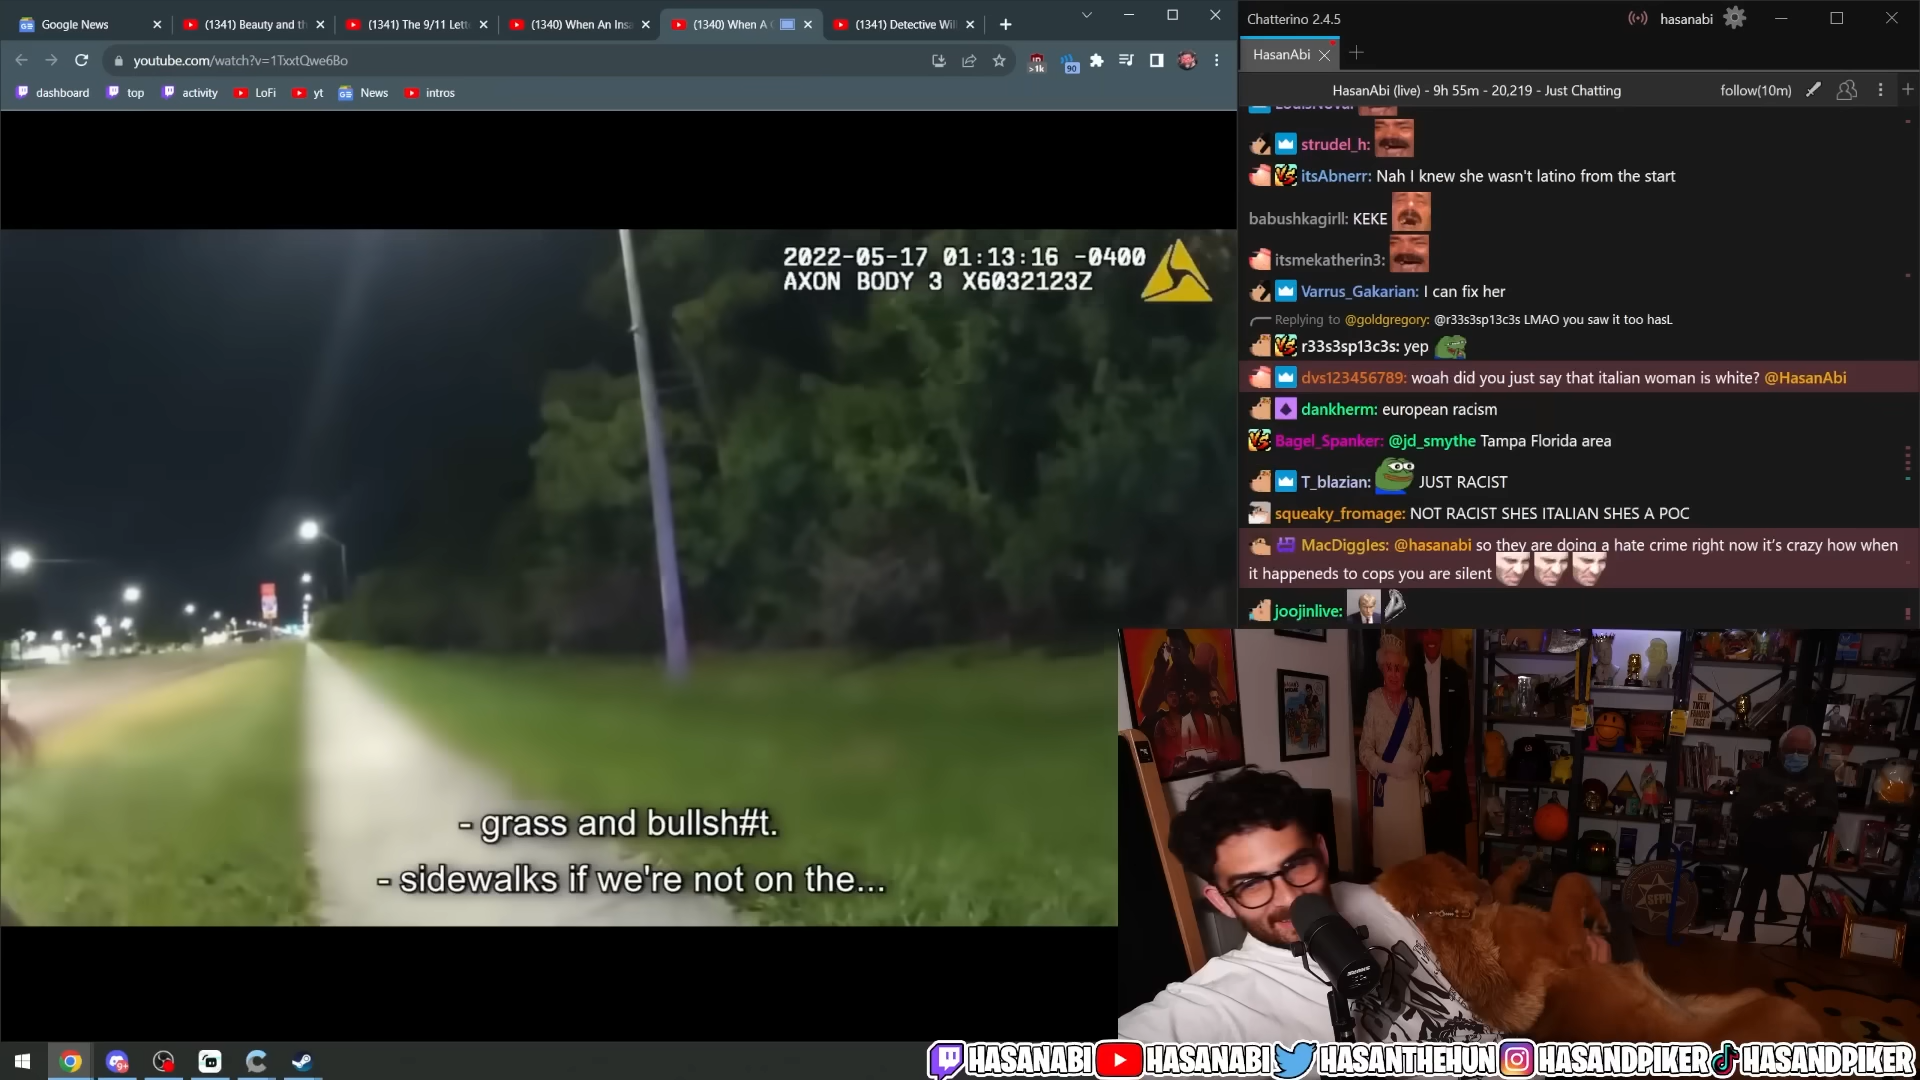 Google News
(1341) Beauty and th
(1341) The 9/11 Lett
(1340) When An Insa
(1340) When A C
(1341) Detective Wil
youtube.com/watch?v=1TxxtQwe6Bo
>1k
90
dashboard
top
activity
LoFi
yt
News
intros
2022-05-17 01:13:16 -0400
AXON BODY 3 X6032123Z
- grass and bullsh#t.
- sidewalks if we're not on the...
Chatterino 2.4.5
hasanabi
HasanAbi
HasanAbi (live) - 9h 55m - 20,219 - Just Chatting
follow(10m)
strudel_h:
itsAbnerr: Nah I knew she wasn't latino from the start
babushkagirll: KEKE
itsmekatherin3:
Varrus_Gakarian: I can fix her
Replying to @goldgregory: @r33s3sp13c3s LMAO you saw it too hasL
r33s3sp13c3s: yep
dvs123456789: woah did you just say that italian woman is white? @HasanAbi
dankherm: european racism
Bagel_Spanker: @jd_smythe Tampa Florida area
T_blazian: JUST RACIST
squeaky_fromage: NOT RACIST SHES ITALIAN SHES A POC
MacDiggles: @hasanabi so they are doing a hate crime right now it's crazy how when
it happeneds to cops you are silent
joojinlive:
HASANABI HASANABI HASANTHEHUN HASANDPIKER HASANDPIKER